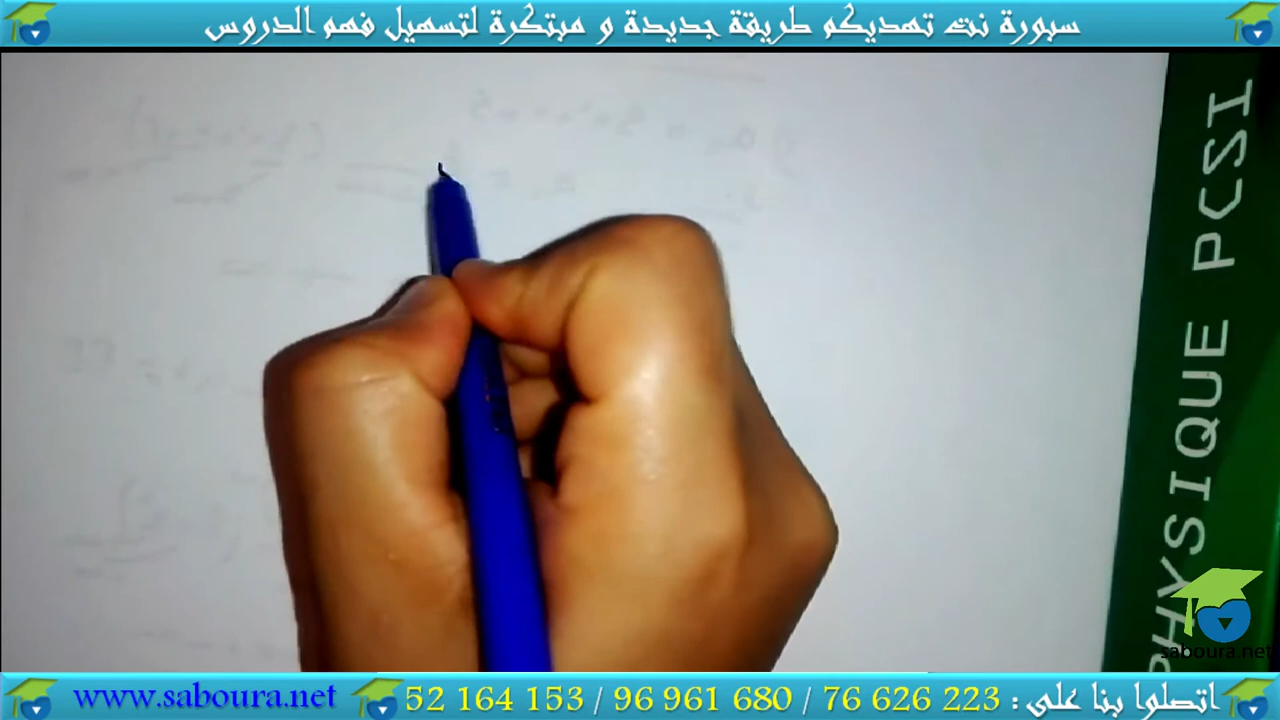 سبورة نت تهديكم طريقة جديدة و مبتكرة لتسهيل فهم الدروس
PHYSIQUE PCSI
saboura.net
www.saboura.net
52 164 153 / 96 961 680 / 76 626 223 : اتصلوا بنا على